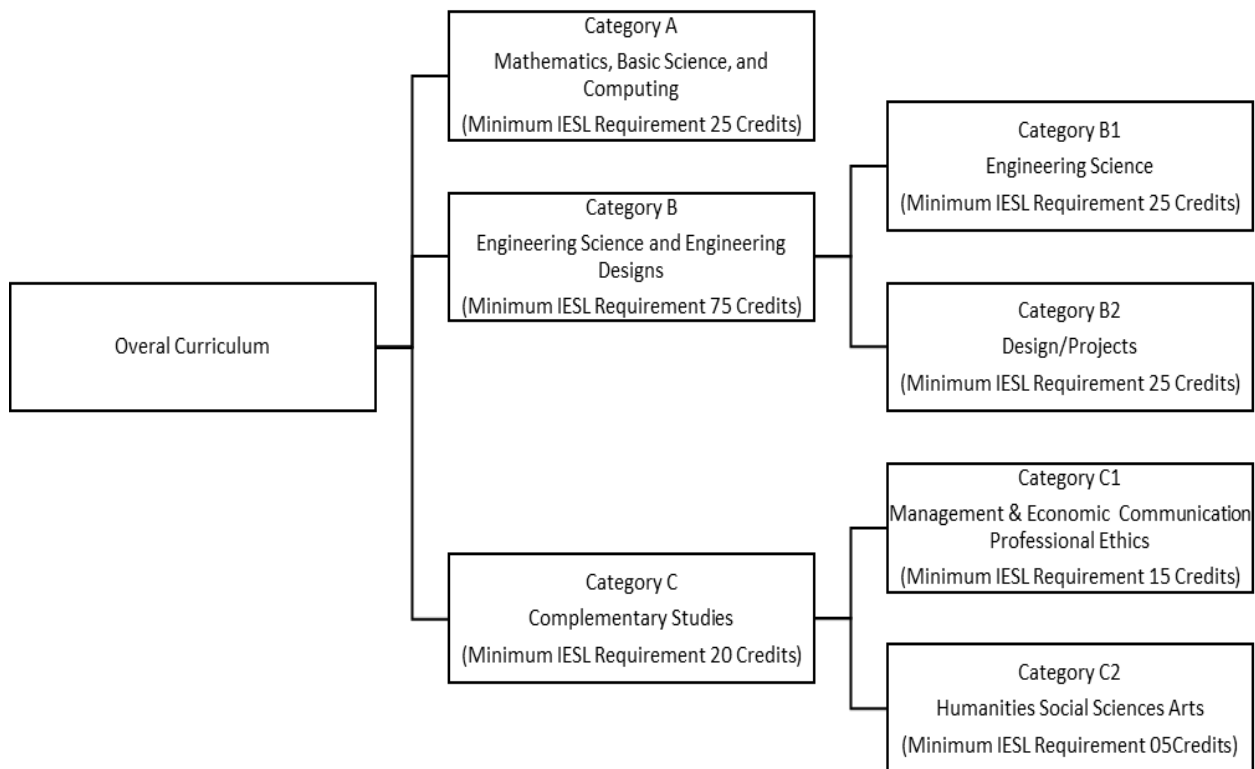 Overal Curriculum
Category A
Mathematics, Basic Science, and
Computing
(Minimum IESL Requirement 25 Credits)
Category B
Engineering Science and Engineering
Designs
(Minimum IESL Requirement 75 Credits)
Category B1
Engineering Science
(Minimum IESL Requirement 25 Credits)
Category B2
Design/Projects
(Minimum IESL Requirement 25 Credits)
Category C
Complementary Studies
(Minimum IESL Requirement 20 Credits)
Category C1
Management & Economic Communication
Professional Ethics
(Minimum IESL Requirement 15 Credits)
Category C2
Humanities Social Sciences Arts
(Minimum IESL Requirement 05Credits)